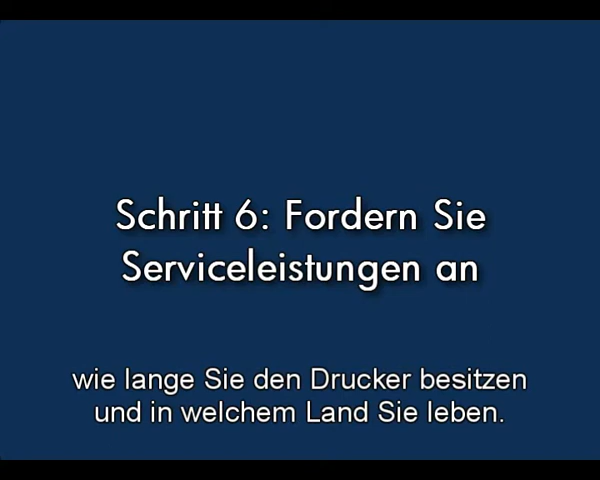 Schritt 6: Fordern Sie
Serviceleistungen an
wie lange Sie den Drucker besitzen
und in welchem Land Sie leben.